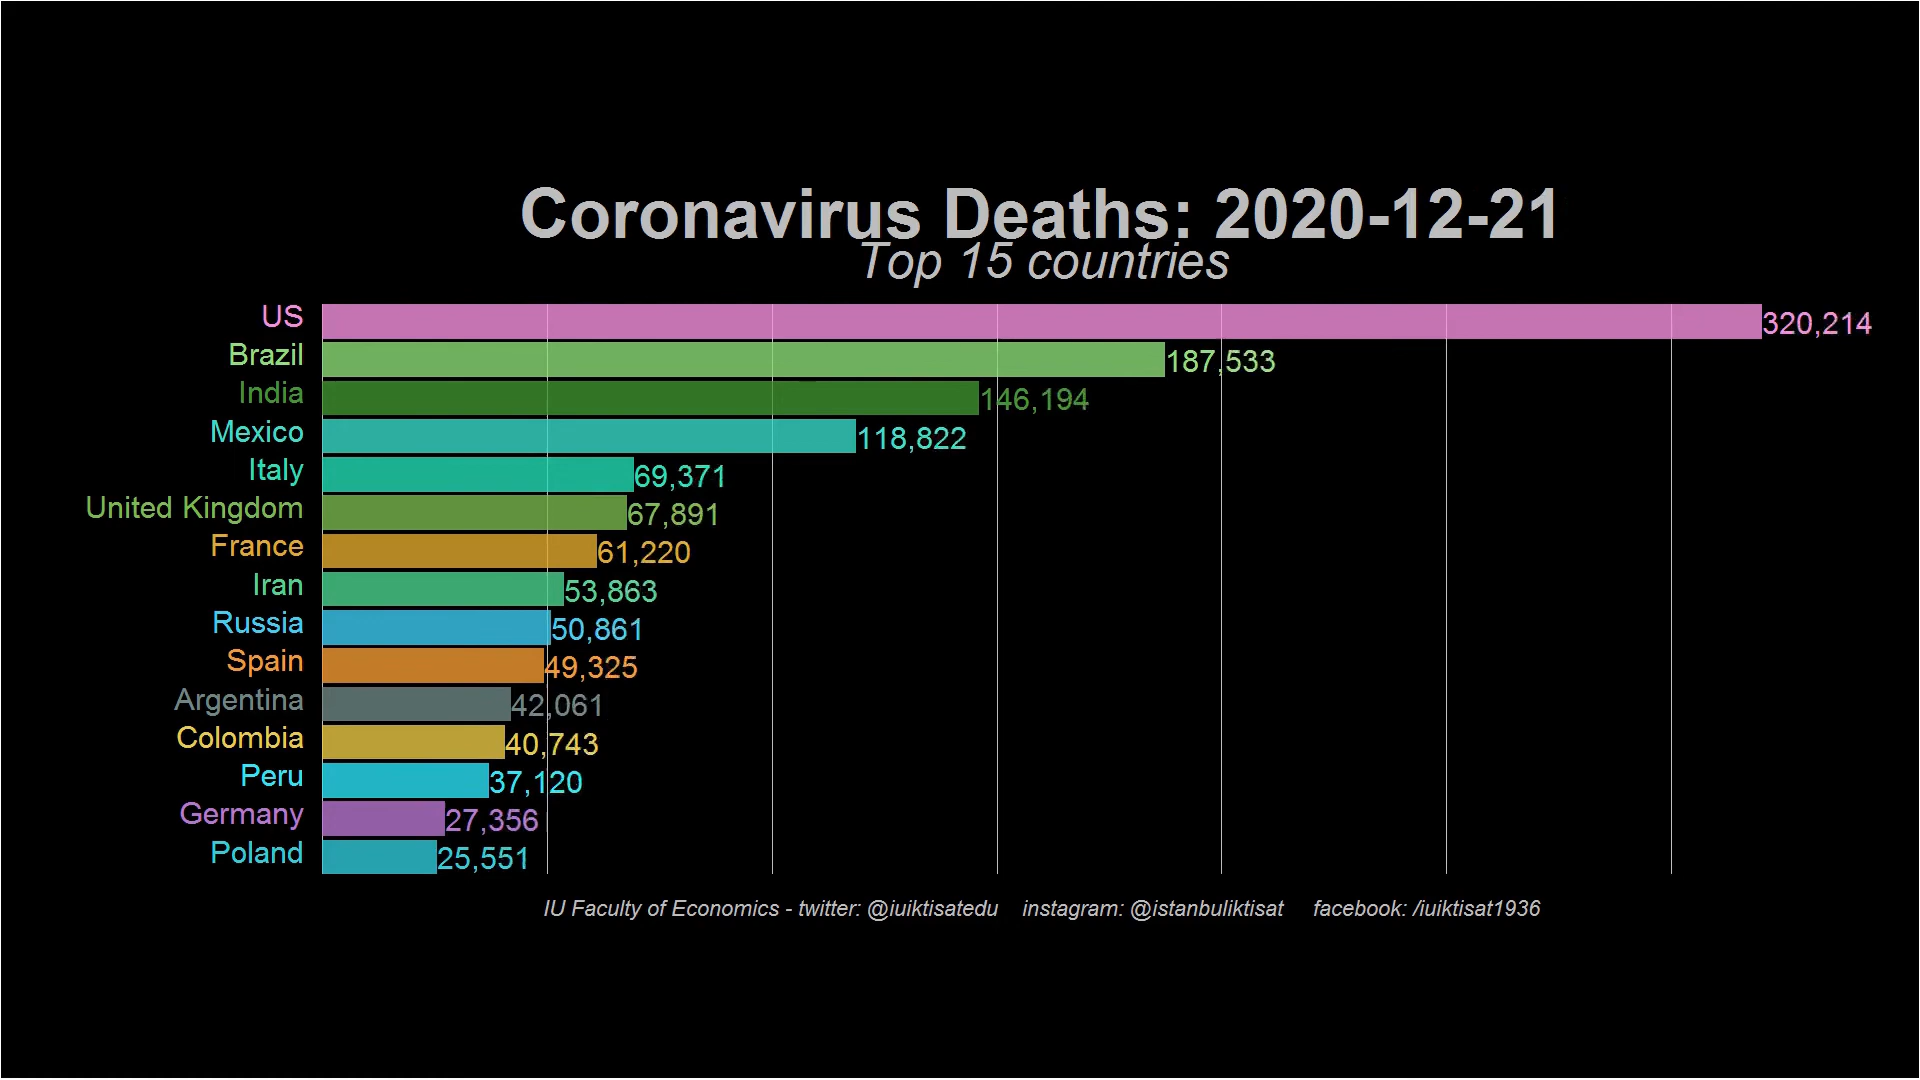 Coronavirus Deaths: 2020-12-21
Top 15 countries
US 320,214
Brazil 187,533
India 146,194
Mexico 118,822
Italy 69,371
United Kingdom 67,891
France 61,220
Iran 53,863
Russia 50,861
Spain 49,325
Argentina 42,061
Colombia 40,743
Peru 37,120
Germany 27,356
Poland 25,551
IU Faculty of Economics - twitter: @iuiktisatedu instagram: @istanbuliktisat facebook: /iuiktisat1936